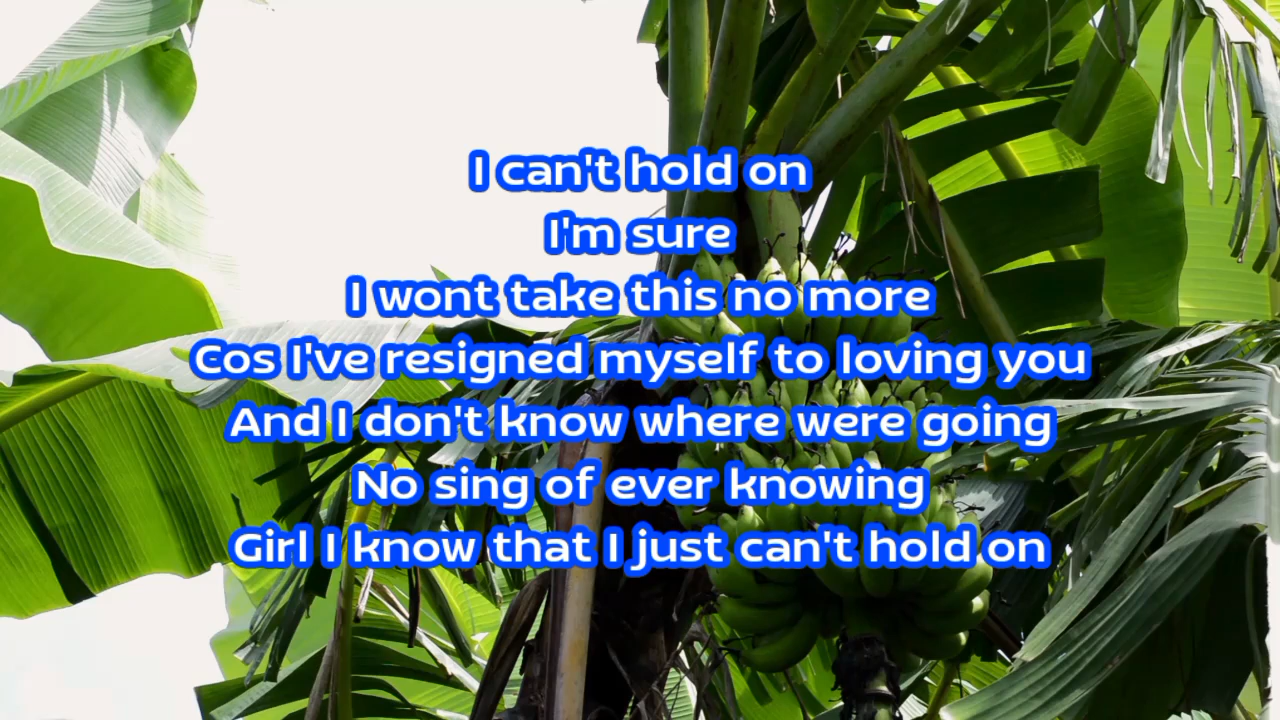 I can't hold on
I'm sure
I wont take this no more
Cos I've resigned myself to loving you
And I don't know where were going
No sing of ever knowing
Girl I know that I just can't hold on